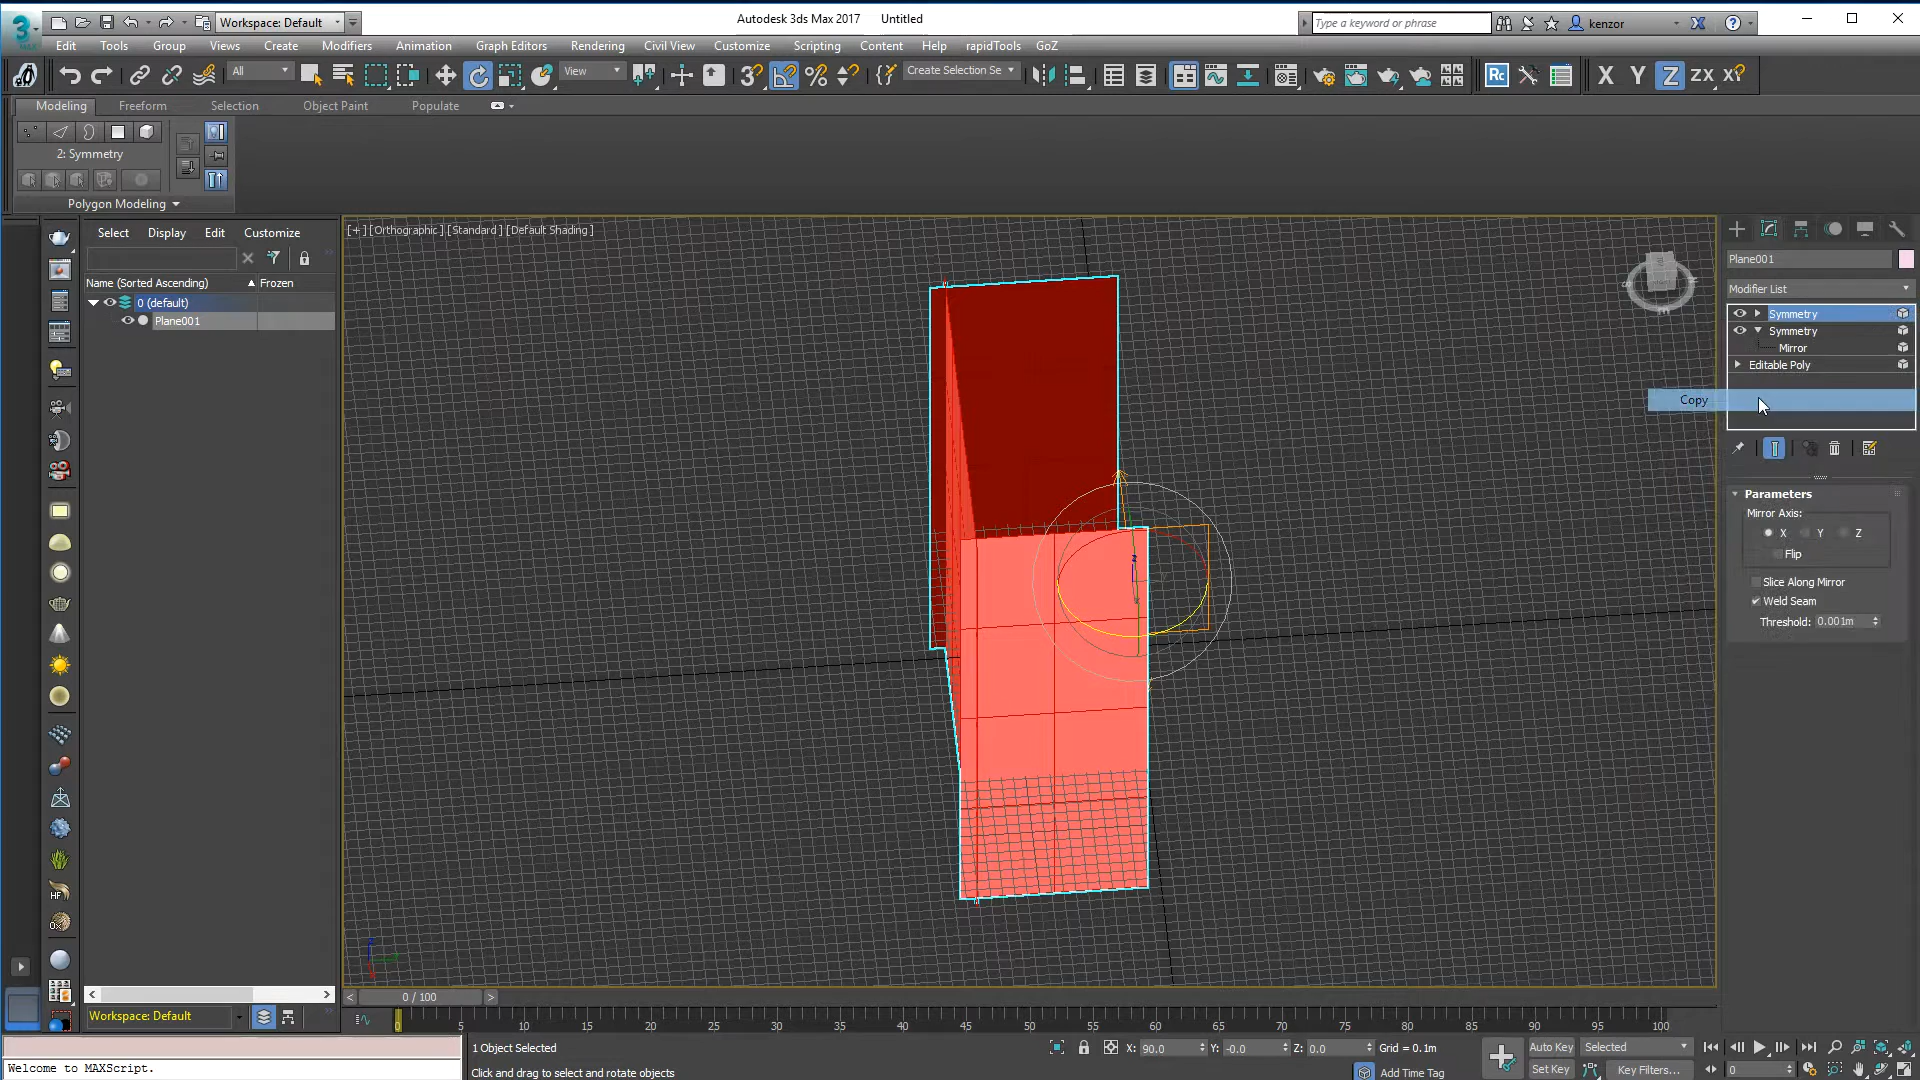 Workspace: Default
Autodesk 3ds Max 2017 Untitled
Type a keyword or phrase
kenzor
Edit Tools Group Views Create Modifiers Animation Graph Editors Rendering Civil View Customize Scripting Content Help rapidTools GoZ
All View Create Selection Se Rc X Y Z ZX XY
Modeling Freeform Selection Object Paint Populate
2: Symmetry
Polygon Modeling
Select Display Edit Customize
Name (Sorted Ascending) Frozen
0 (default)
Plane001
[+] [Orthographic] [Standard] [Default Shading]
Plane001
Modifier List
Symmetry
Symmetry
Mirror
Editable Poly
Copy
Parameters
Mirror Axis:
X Y Z
Flip
Slice Along Mirror
Weld Seam
Threshold: 0.001m
0 / 100
Workspace: Default
0 5 10 15 20 25 30 35 40 45 50 55 60 65 70 75 80 85 90 95 100
1 Object Selected
X: 90.0 Y: -0.0 Z: 0.0 Grid = 0.1m
Auto Key Selected
Welcome to MAXScript.
Click and drag to select and rotate objects
Add Time Tag
Set Key Key Filters... 0